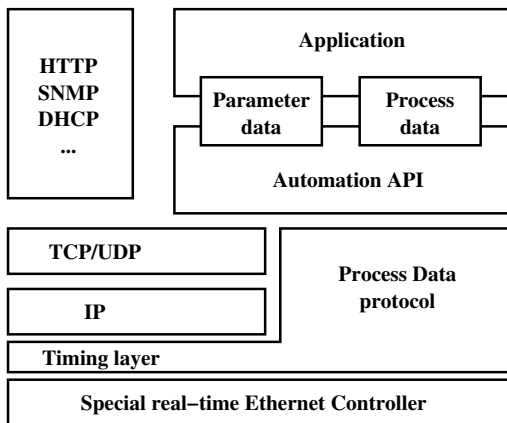 HTTP
SNMP
DHCP
...
Application
Parameter
data
Process
data
Automation API
TCP/UDP
IP
Process Data
protocol
Timing layer
Special real−time Ethernet Controller